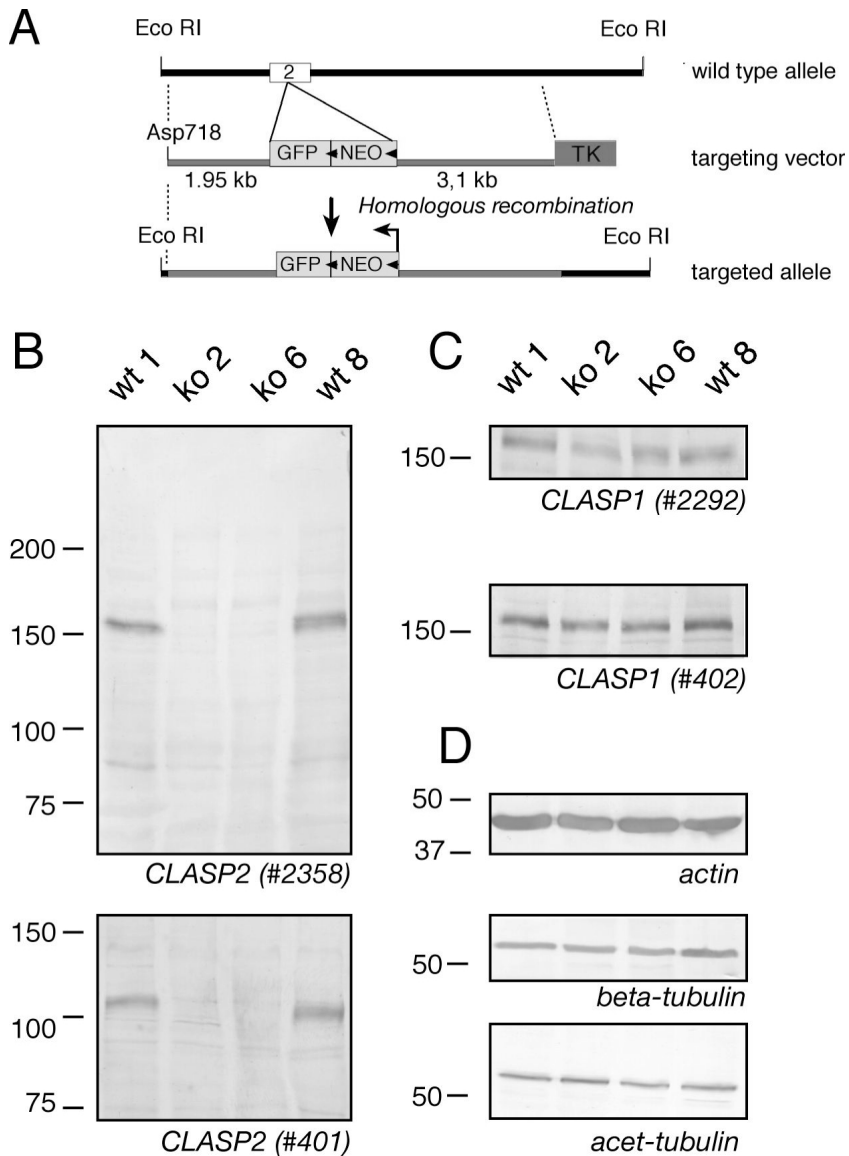 A
Eco RI Eco RI
2 wild type allele
Asp718
GFP NEO TK targeting vector
1.95 kb 3,1 kb
Homologous recombination
Eco RI Eco RI
GFP NEO targeted allele
B
wt 1 ko 2 ko 6 wt 8
200
150
100
75
CLASP2 (#2358)
150
100
75
CLASP2 (#401)
C
wt 1 ko 2 ko 6 wt 8
150
CLASP1 (#2292)
150
CLASP1 (#402)
D
50
37
actin
50
beta-tubulin
50
acet-tubulin